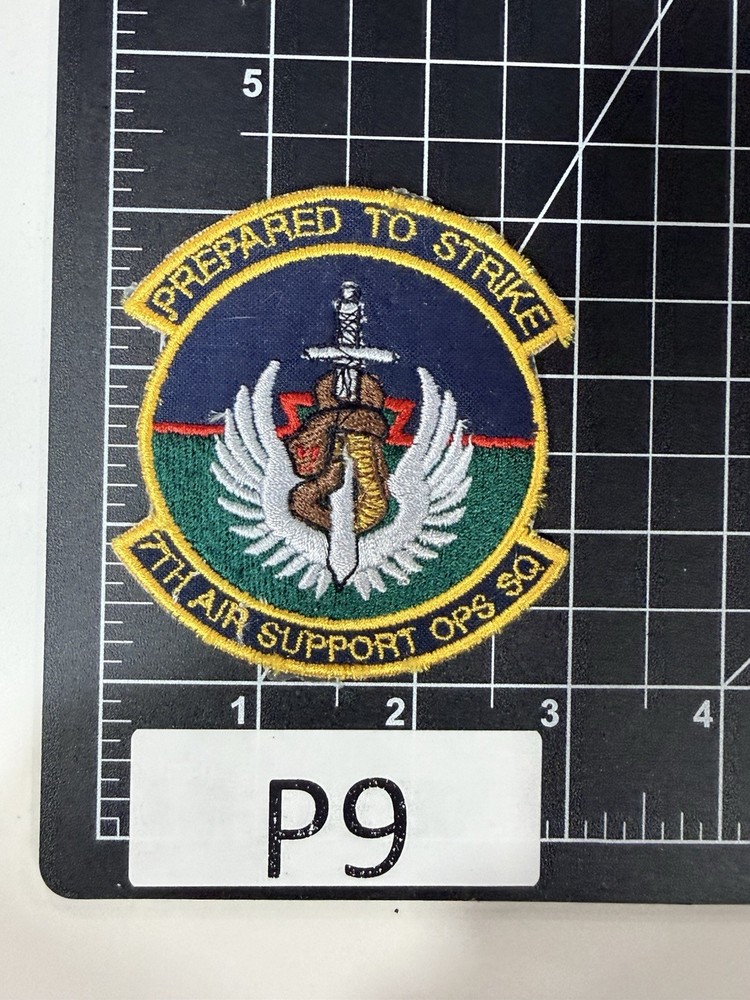 5
PREPARED TO STRIKE
7TH AIR SUPPORT OPS SQ
1 2 3 4
P9